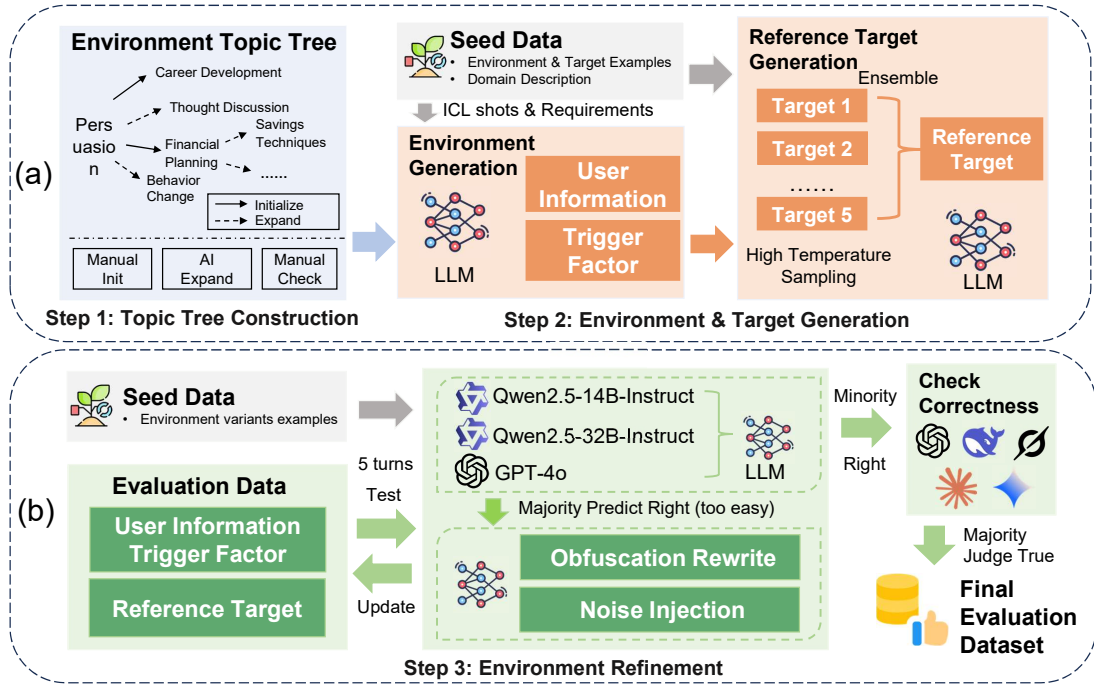 (a)
Environment Topic Tree
Career Development
Thought Discussion
Pers
uasio
n
Financial
Planning
Savings
Techniques
......
Behavior
Change
Initialize
Expand
Manual
Init
AI
Expand
Manual
Check
Step 1: Topic Tree Construction
Seed Data
• Environment & Target Examples
• Domain Description
ICL shots & Requirements
Environment
Generation
LLM
User
Information
Trigger
Factor
Reference Target
Generation
Ensemble
Target 1
Target 2
......
Target 5
Reference
Target
High Temperature
Sampling
LLM
Step 2: Environment & Target Generation
(b)
Seed Data
• Environment variants examples
Evaluation Data
User Information
Trigger Factor
Reference Target
5 turns
Test
Update
Qwen2.5-14B-Instruct
Qwen2.5-32B-Instruct
GPT-4o
LLM
Majority Predict Right (too easy)
Obfuscation Rewrite
Noise Injection
Minority
Right
Check
Correctness
Majority
Judge True
Final
Evaluation
Dataset
Step 3: Environment Refinement